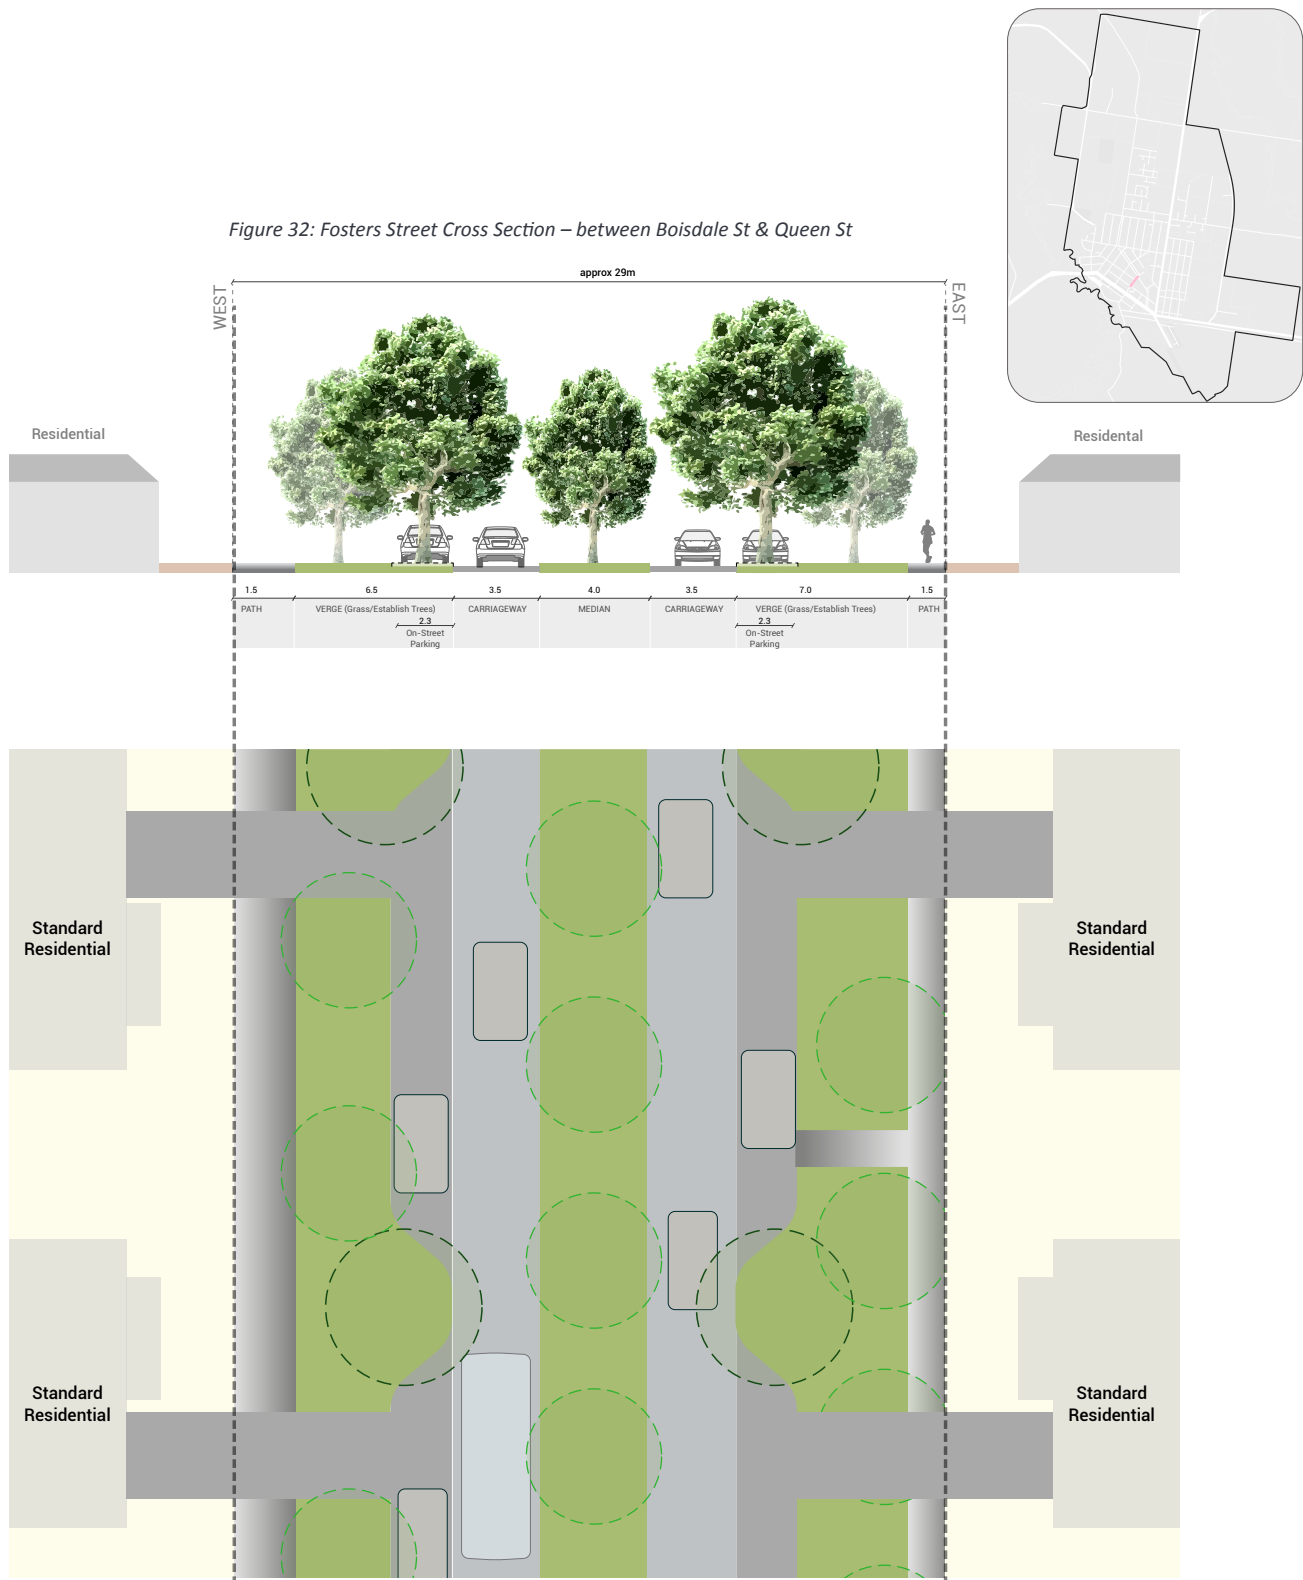 Figure 32: Fosters Street Cross Section – between Boisdale St & Queen St
approx 29m
WEST
EAST
Residential
Residental
1.5
6.5
3.5
4.0
3.5
7.0
1.5
PATH
VERGE (Grass/Establish Trees)
CARRIAGEWAY
MEDIAN
CARRIAGEWAY
VERGE (Grass/Establish Trees)
PATH
2.3
On-Street
Parking
2.3
On-Street
Parking
Standard
Residential
Standard
Residential
Standard
Residential
Standard
Residential